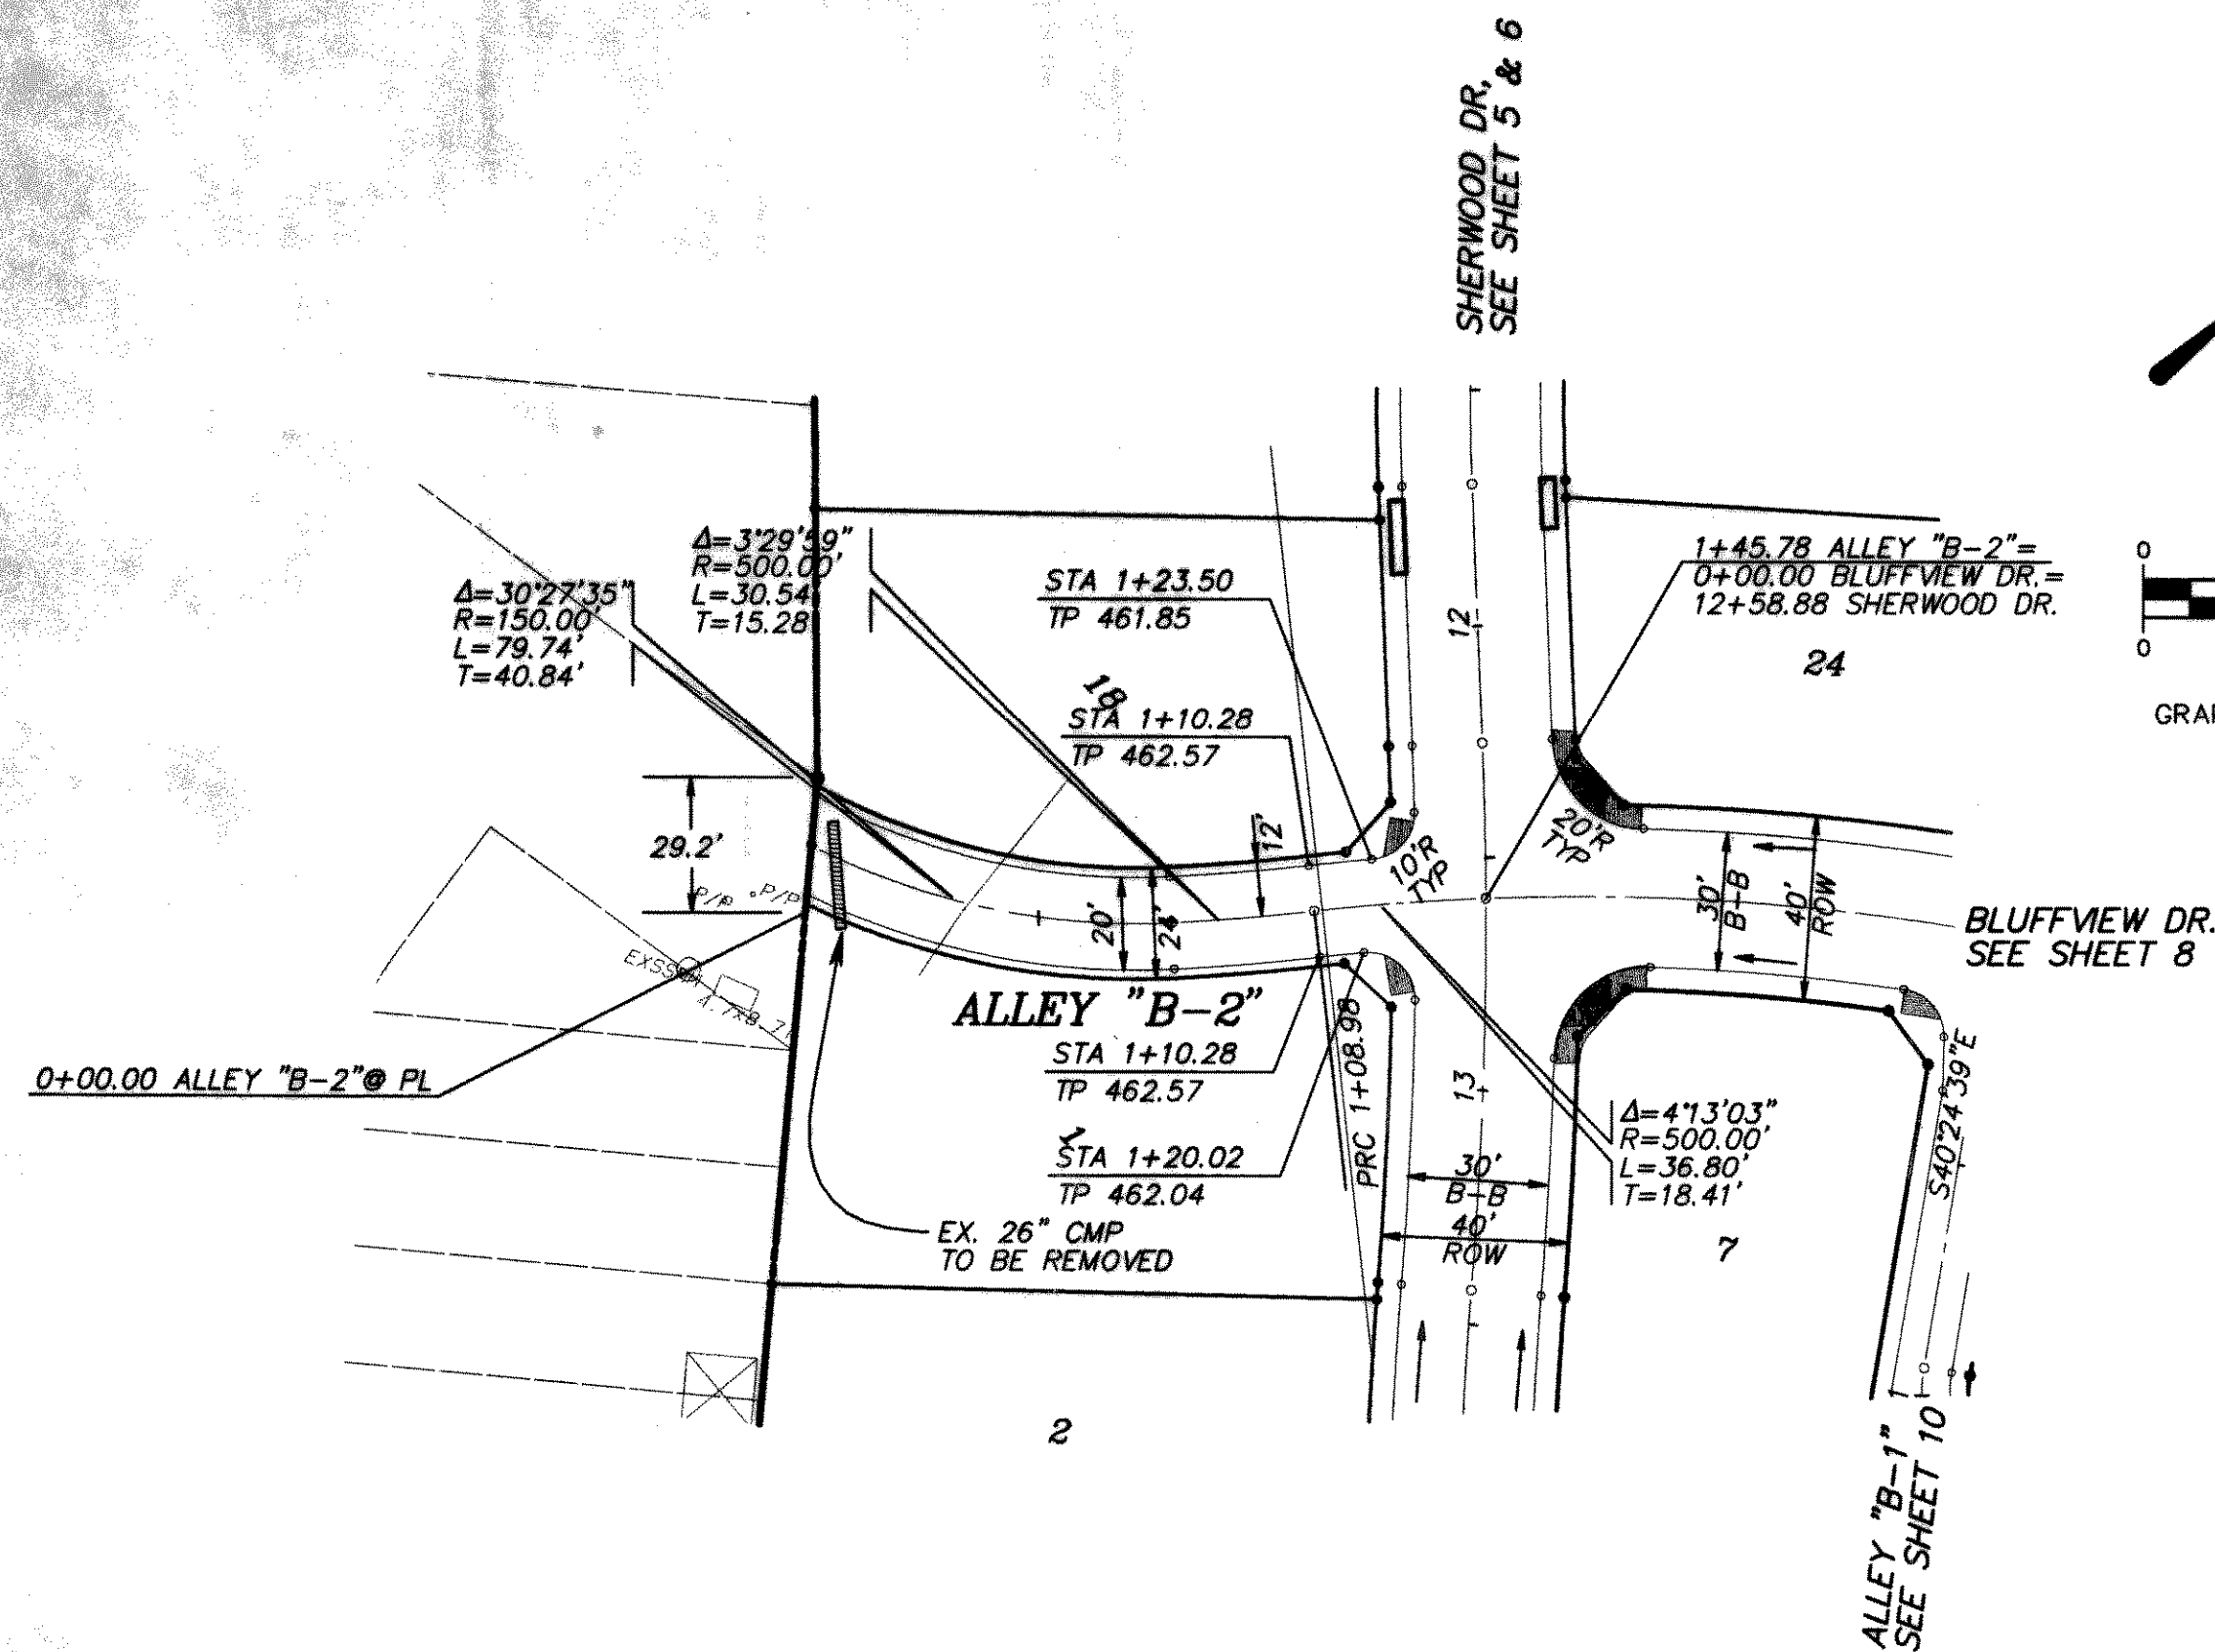 SHERWOOD DR,
SEE SHEET 5 & 6
Δ=3°29'59"
R=500.00'
L=30.54'
T=15.28'
Δ=30°27'35"
R=150.00'
L=79.74'
T=40.84'
STA 1+23.50
TP 461.85
18
STA 1+10.28
TP 462.57
12
1+45.78 ALLEY "B-2"=
0+00.00 BLUFFVIEW DR.=
12+58.88 SHERWOOD DR.
24
0
0
29.2'
12'
10'R
TYP
20'R
TYP
20'
24'
30'
B-B
40'
ROW
BLUFFVIEW DR.
SEE SHEET 8
P/P
P/P
ALLEY "B-2"
STA 1+10.28
TP 462.57
0+00.00 ALLEY "B-2"@ PL
1
STA 1+20.02
TP 462.04
PRC 1+08.98
13
30'
B-B
40'
ROW
Δ=4°13'03"
R=500.00'
L=36.80'
T=18.41'
S40°24'39"E
EX. 26" CMP
TO BE REMOVED
7
2
ALLEY "B-1"
SEE SHEET 10